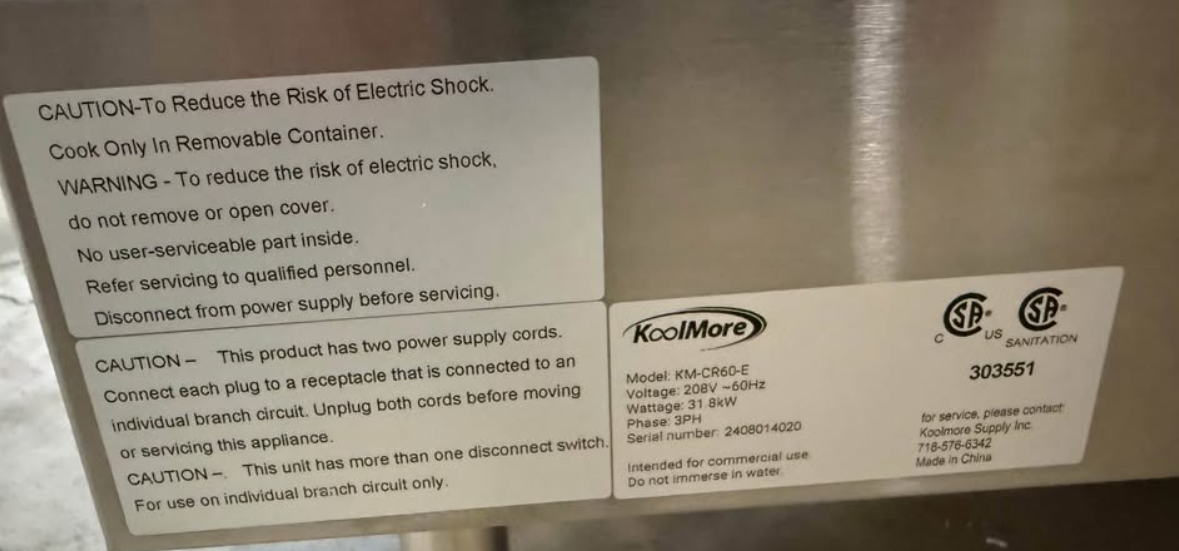 CAUTION-To Reduce the Risk of Electric Shock.
Cook Only In Removable Container.
WARNING - To reduce the risk of electric shock,
do not remove or open cover.
No user-serviceable part inside.
Refer servicing to qualified personnel.
Disconnect from power supply before servicing.
CAUTION – This product has two power supply cords.
Connect each plug to a receptacle that is connected to an
individual branch circuit. Unplug both cords before moving
or servicing this appliance.
CAUTION –. This unit has more than one disconnect switch.
For use on individual branch circuit only.
KoolMore
Model: KM-CR60-E
Voltage: 208V ~60Hz
Wattage: 31.8kW
Phase: 3PH
Serial number: 2408014020
Intended for commercial use
Do not immerse in water.
C SA US
SA SANITATION
303551
for service, please contact:
Koolmore Supply Inc.
718-576-6342
Made in China